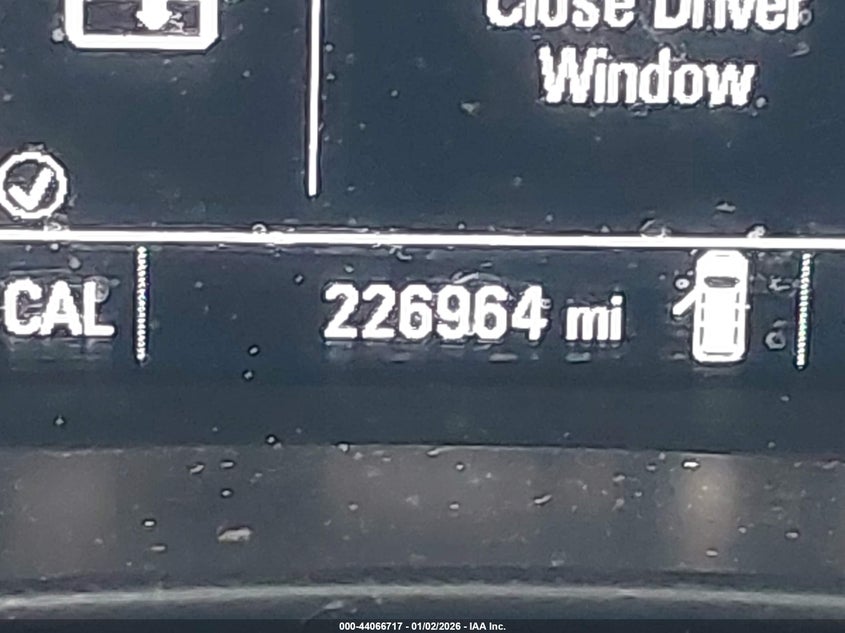 Close Driver
Window
CAL
226964 mi
000-44066717 - 01/02/2026 - IAA Inc.